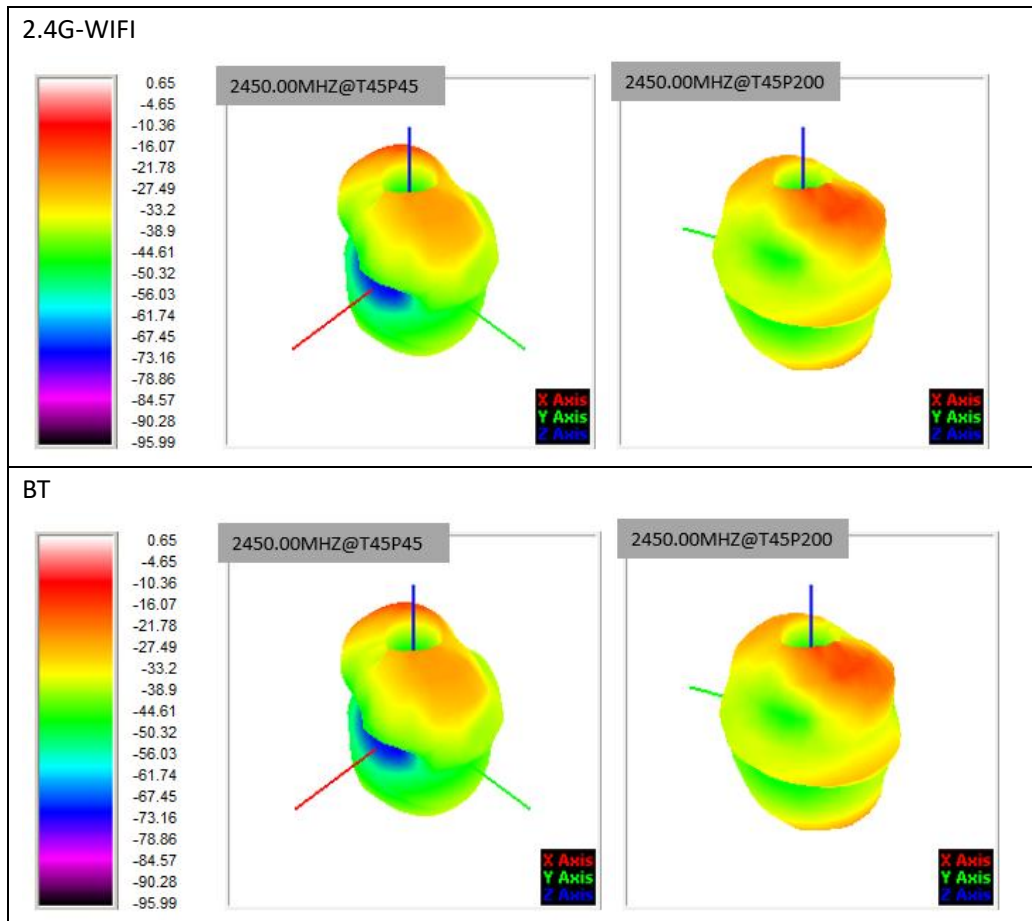 2.4G-WIFI
2450.00MHZ@T45P45
2450.00MHZ@T45P200
0.65
-4.65
-10.36
-16.07
-21.78
-27.49
-33.2
-38.9
-44.61
-50.32
-56.03
-61.74
-67.45
-73.16
-78.86
-84.57
-90.28
-95.99
X Axis
Y Axis
Z Axis
X Axis
Y Axis
Z Axis
BT
2450.00MHZ@T45P45
2450.00MHZ@T45P200
0.65
-4.65
-10.36
-16.07
-21.78
-27.49
-33.2
-38.9
-44.61
-50.32
-56.03
-61.74
-67.45
-73.16
-78.86
-84.57
-90.28
-95.99
X Axis
Y Axis
Z Axis
X Axis
Y Axis
Z Axis